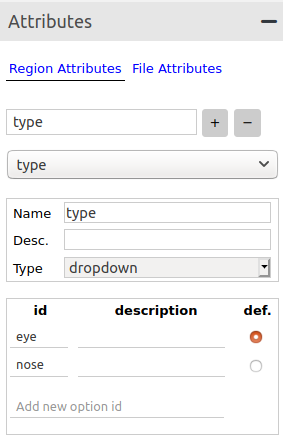 Attributes
Region Attributes File Attributes
type + −
type
Name type
Desc.
Type dropdown
id description def.
eye
nose
Add new option id